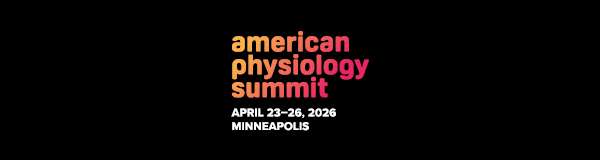 american
physiology
summit
APRIL 23–26, 2026
MINNEAPOLIS